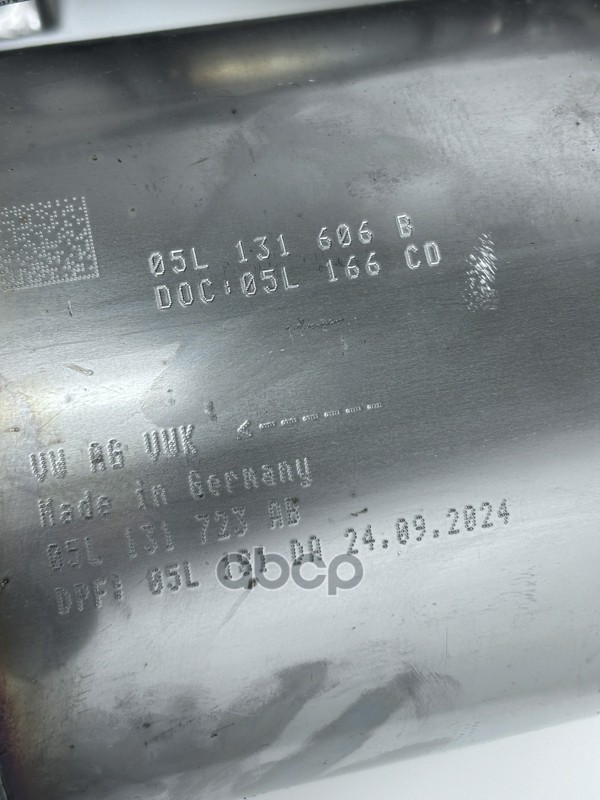 05L 131 606 B
DOC:05L 166 CD
VW AG VWK <-----
Made in Germany
05L 131 723 AB
DPF: 05L DA 24.09.2024
abcp